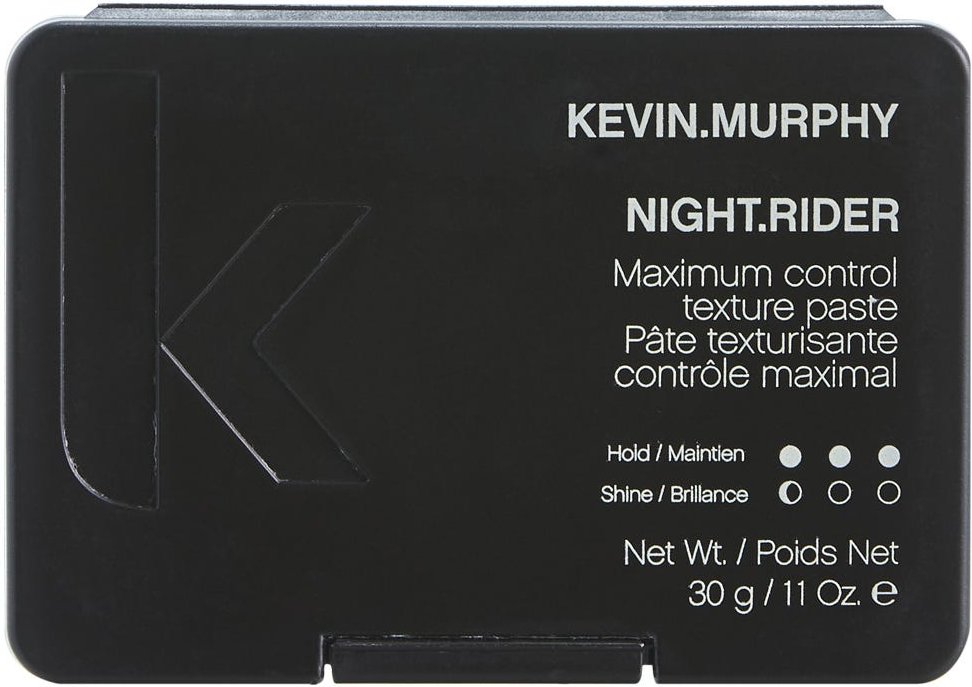 KEVIN.MURPHY
NIGHT.RIDER
Maximum control
texture paste
Pâte texturisante
contrôle maximal
Hold / Maintien
Shine / Brillance
Net Wt. / Poids Net
30 g / 11 Oz. ℮